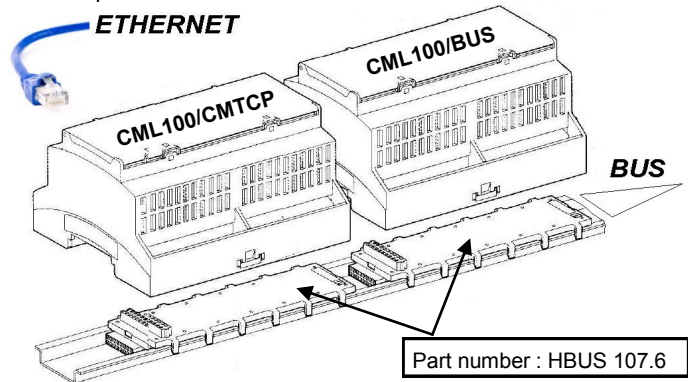 ETHERNET
CML100/BUS
CML100/CMTCP
BUS
Part number : HBUS 107.6